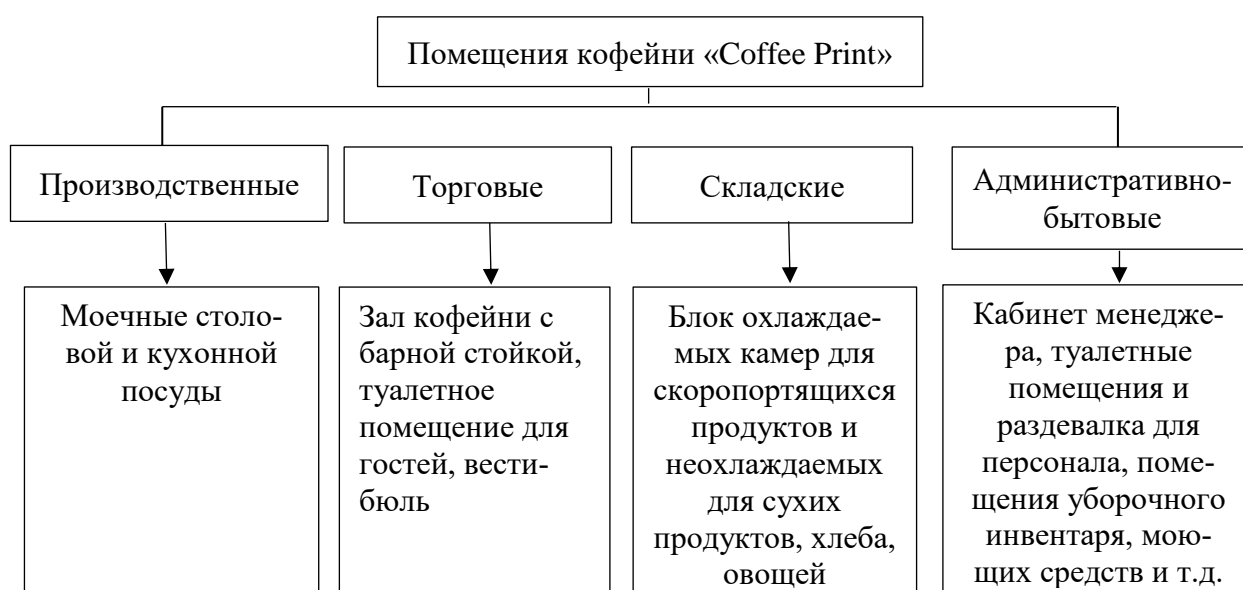 Помещения кофейни «Coffee Print»
Производственные
Торговые
Складские
Административно-
бытовые
Моечные столо-
вой и кухонной
посуды
Зал кофейни с
барной стойкой,
туалетное
помещение для
гостей, вести-
бюль
Блок охлаждае-
мых камер для
скоропортящихся
продуктов и
неохлаждаемых
для сухих
продуктов, хлеба,
овощей
Кабинет менедже-
ра, туалетные
помещения и
раздевалка для
персонала, поме-
щения уборочного
инвентаря, мою-
щих средств и т.д.